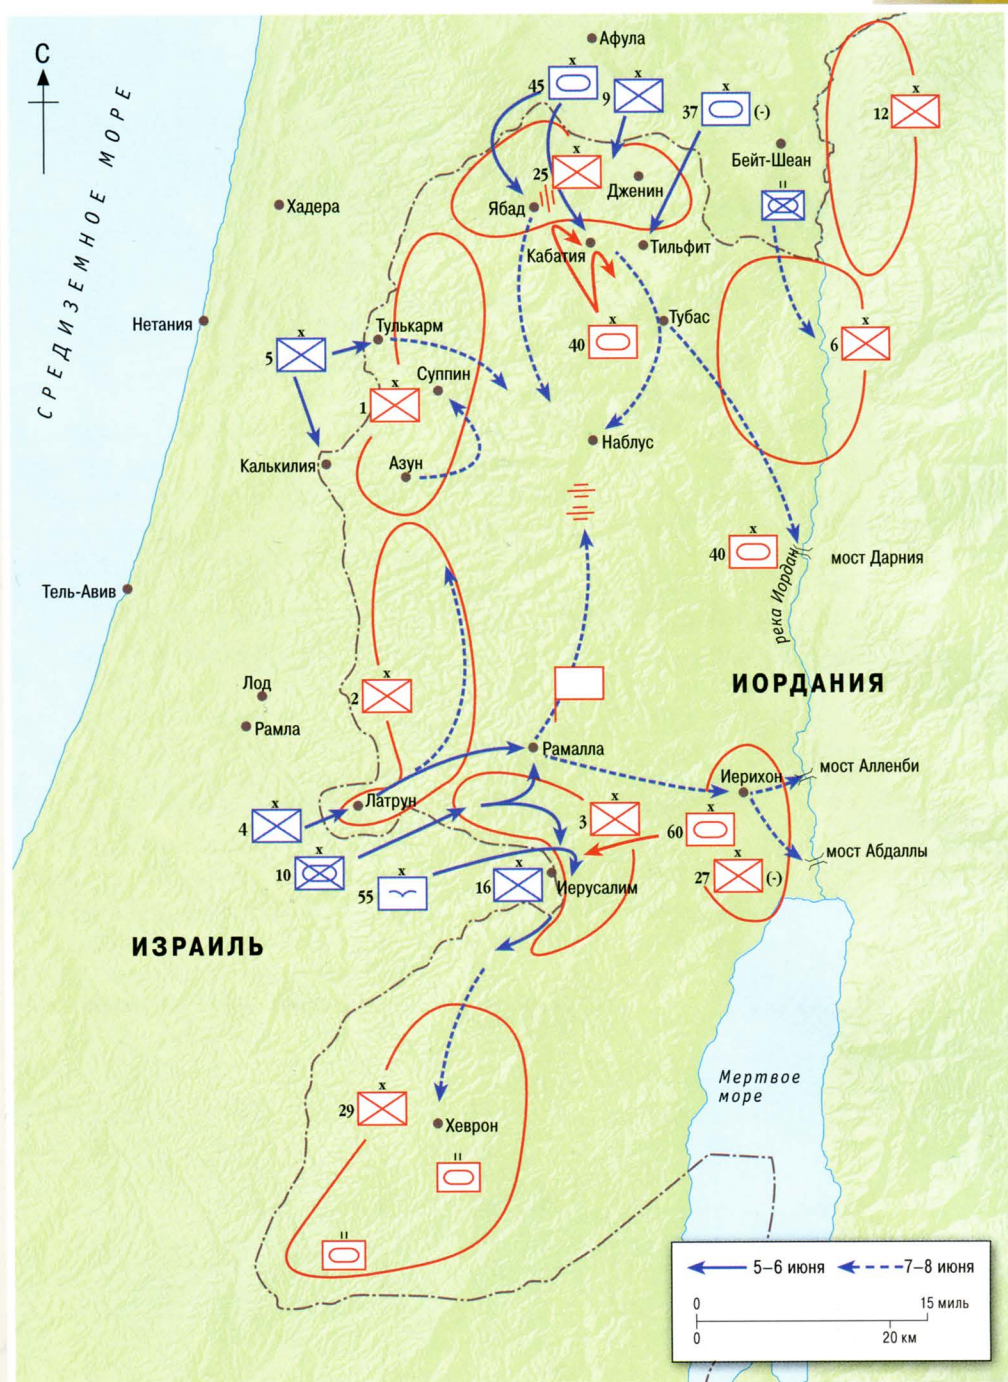 С
СРЕДИЗЕМНОЕ МОРЕ
Афула
x
45
x
9
x
37 (-)
x
12
x
25
Бейт-Шеан
II
Дженин
Хадера
Ябад
Кабатия
Тильфит
Нетания
Тулькарм
x
5
Тубас
x
40
x
6
Суппин
x
1
Наблус
Калькилия
Азун
x
40
мост Дарния
река Иордан
Тель-Авив
ИОРДАНИЯ
Лод
x
2
Рамла
Рамалла
Иерихон
мост Алленби
Латрун
x
4
x
3
x
60
мост Абдаллы
x
10
x
55
x
16
Иерусалим
x
27 (-)
ИЗРАИЛЬ
Мертвое
море
x
29
Хеврон
II
II
5–6 июня
7–8 июня
0 15 миль
0 20 км